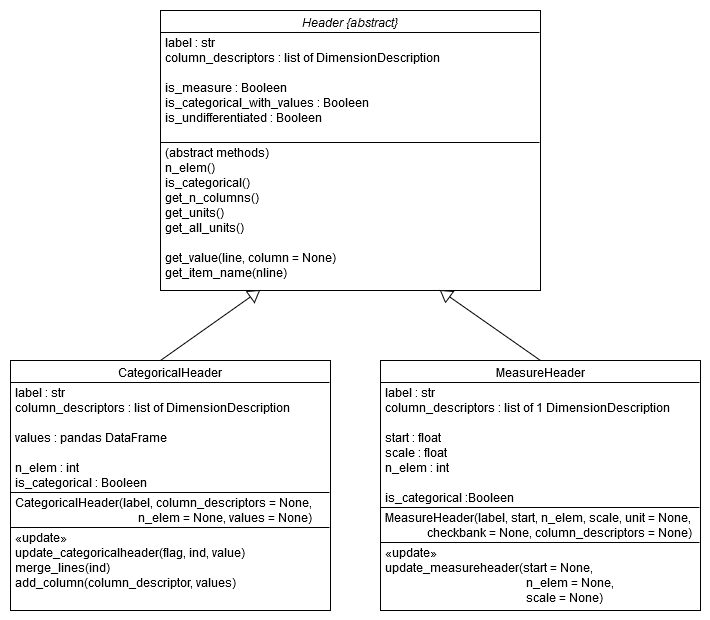 Header {abstract}
label : str
column_descriptors : list of DimensionDescription
is_measure : Booleen
is_categorical_with_values : Booleen
is_undifferentiated : Booleen
(abstract methods)
n_elem()
is_categorical()
get_n_columns()
get_units()
get_all_units()
get_value(line, column = None)
get_item_name(nline)
CategoricalHeader
label : str
column_descriptors : list of DimensionDescription
values : pandas DataFrame
n_elem : int
is_categorical : Booleen
CategoricalHeader(label, column_descriptors = None,
n_elem = None, values = None)
«update»
update_categoricalheader(flag, ind, value)
merge_lines(ind)
add_column(column_descriptor, values)
MeasureHeader
label : str
column_descriptors : list of 1 DimensionDescription
start : float
scale : float
n_elem : int
is_categorical :Booleen
MeasureHeader(label, start, n_elem, scale, unit = None,
checkbank = None, column_descriptors = None)
«update»
update_measureheader(start = None,
n_elem = None,
scale = None)